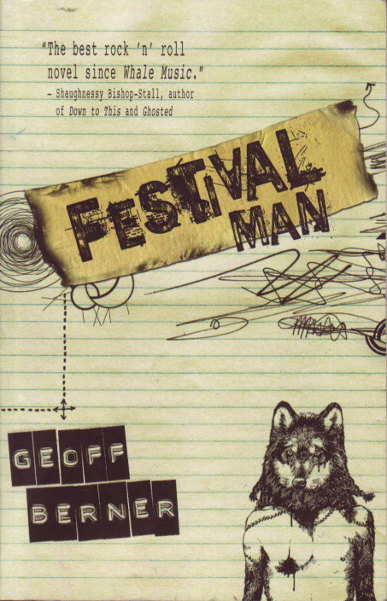 "The best rock 'n' roll
novel since Whale Music."
– Shaughnessy Bishop-Stall, author
of Down to This and Ghosted
FESTIVAL
MAN
GEOFF
BERNER